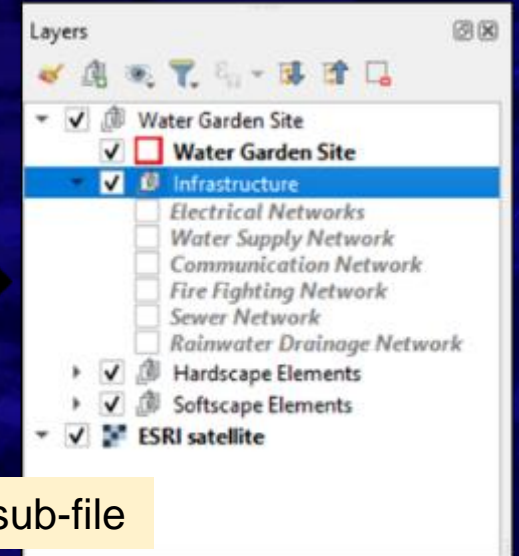 Layers
Water Garden Site
Water Garden Site
Infrastructure
Electrical Networks
Water Supply Network
Communication Network
Fire Fighting Network
Sewer Network
Rainwater Drainage Network
Hardscape Elements
Softscape Elements
ESRI satellite
sub-file